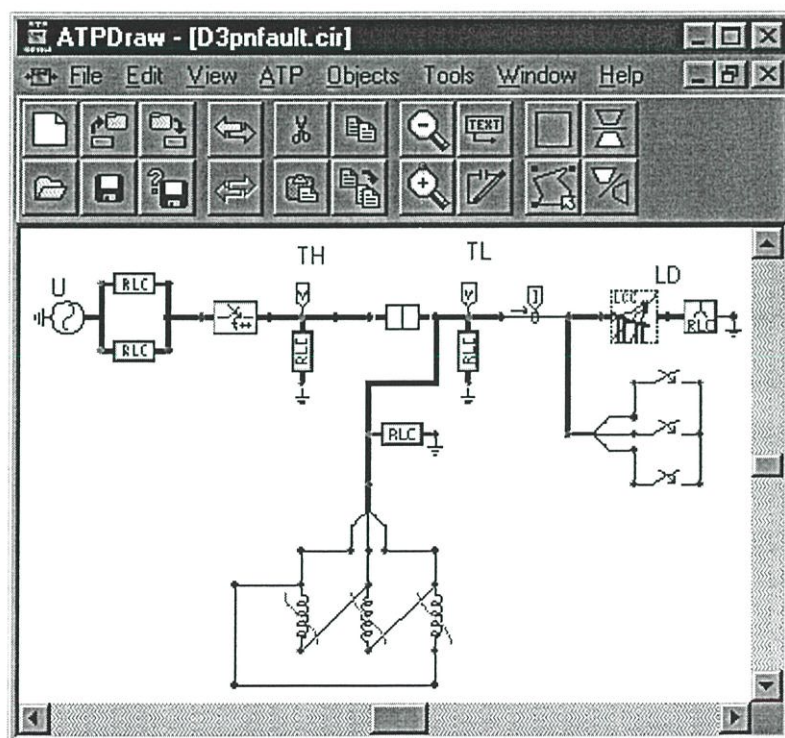 ATPDraw - [D3pnfault.cir]
File Edit View ATP Objects Tools Window Help
TEXT
TH TL
U LD
RLC V V I LCC
RLC
RLC RLC RLC
RLC